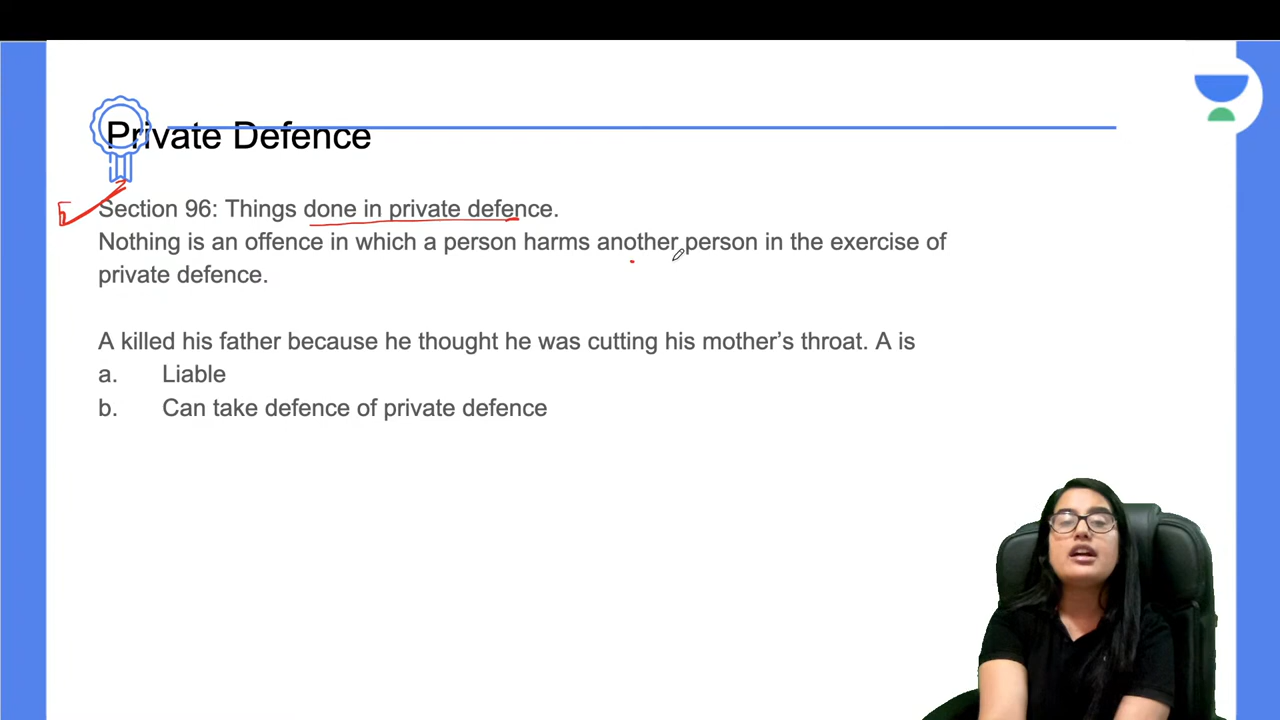 Private Defence
Section 96: Things done in private defence.
Nothing is an offence in which a person harms another person in the exercise of
private defence.
A killed his father because he thought he was cutting his mother’s throat. A is
a. Liable
b. Can take defence of private defence